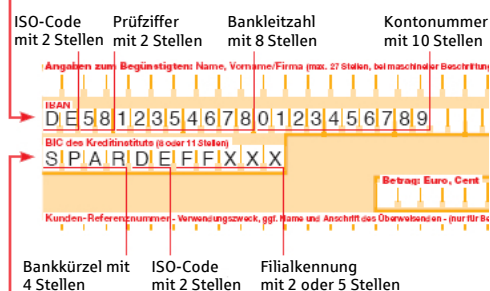 ISO-Code Prüfziffer Bankleitzahl Kontonummer
mit 2 Stellen mit 2 Stellen mit 8 Stellen mit 10 Stellen
Angaben zum Begünstigten: Name, Vorname/Firma (max. 27 Stellen, bei maschineller Beschriftung
IBAN
DE58123546780123456789
BIC des Kreditinstituts (8 oder 11 Stellen)
SPARDEFFXXX
Betrag: Euro, Cent
Kunden-Referenznummer - Verwendungszweck, ggf. Name und Anschrift des Überweisenden - (nur für Be
Bankkürzel mit ISO-Code Filialkennung
4 Stellen mit 2 Stellen mit 2 oder 5 Stellen